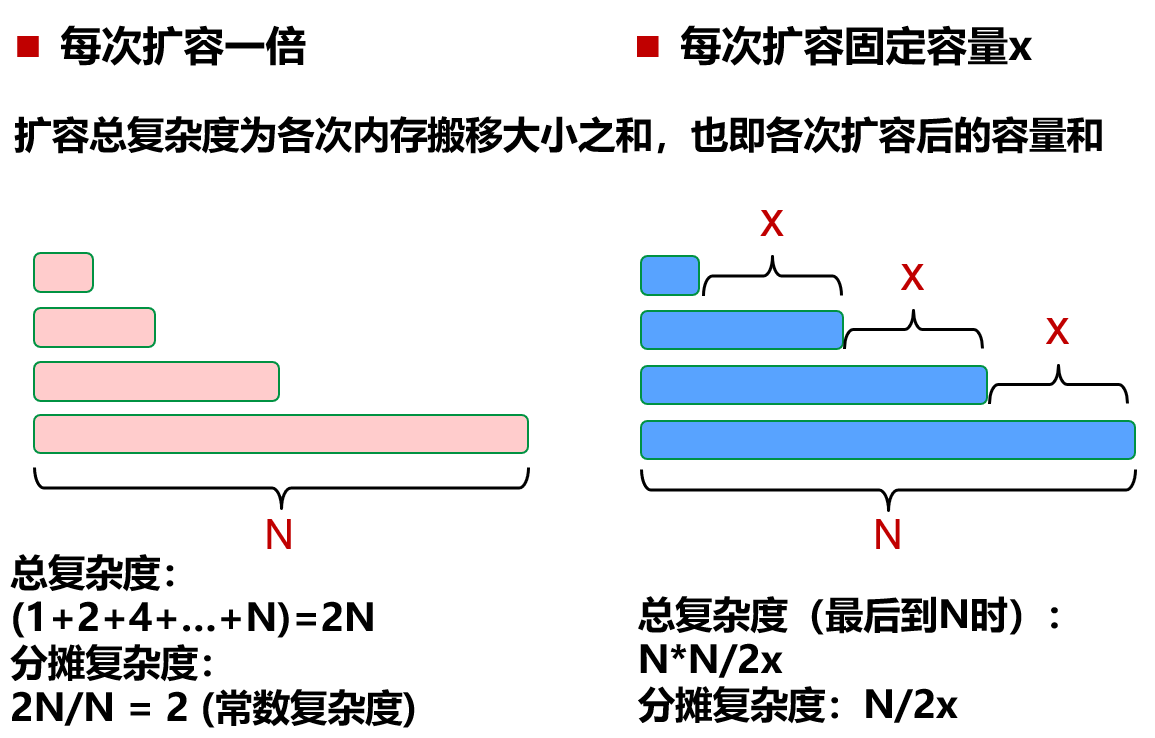 ■ 每次扩容一倍
■ 每次扩容固定容量x
扩容总复杂度为各次内存搬移大小之和，也即各次扩容后的容量和
N
总复杂度：
(1+2+4+…+N)=2N
分摊复杂度：
2N/N = 2 (常数复杂度)
x
x
x
N
总复杂度（最后到N时）：
N*N/2x
分摊复杂度：N/2x